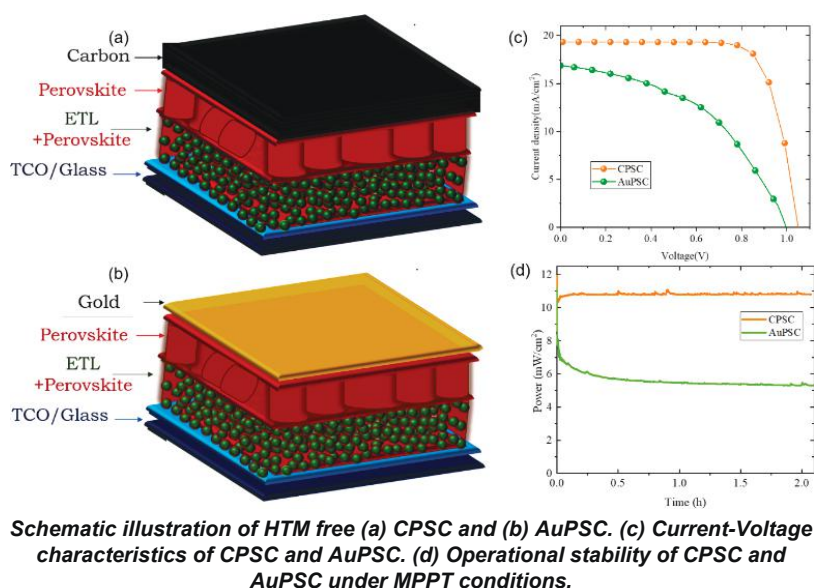 (a)
Carbon
Perovskite
ETL
+Perovskite
TCO/Glass
(b)
Gold
Perovskite
ETL
+Perovskite
TCO/Glass
(c)
Current density(mA/cm²)
20
15
10
5
0
0.0 0.2 0.4 0.6 0.8 1.0
Voltage(V)
CPSC
AuPSC
(d)
Power (mW/cm²)
12
10
8
6
4
2
0
0.0 0.5 1.0 1.5 2.0
Time (h)
CPSC
AuPSC
Schematic illustration of HTM free (a) CPSC and (b) AuPSC. (c) Current-Voltage
characteristics of CPSC and AuPSC. (d) Operational stability of CPSC and
AuPSC under MPPT conditions.